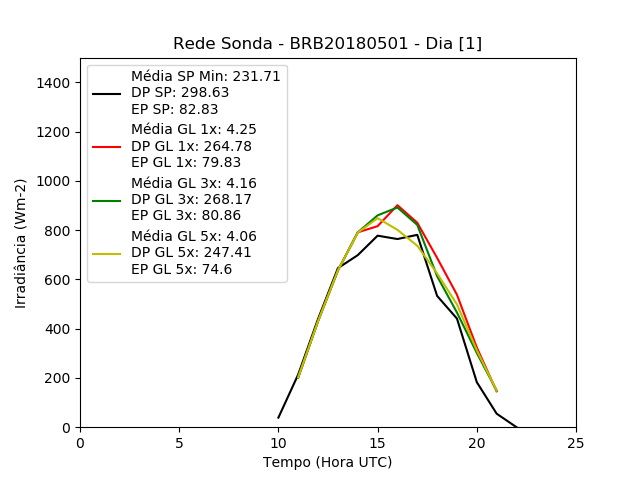 Rede Sonda - BRB20180501 - Dia [1]
Irradiância (Wm-2)
1400
1200
1000
800
600
400
200
0
Média SP Min: 231.71
DP SP: 298.63
EP SP: 82.83
Média GL 1x: 4.25
DP GL 1x: 264.78
EP GL 1x: 79.83
Média GL 3x: 4.16
DP GL 3x: 268.17
EP GL 3x: 80.86
Média GL 5x: 4.06
DP GL 5x: 247.41
EP GL 5x: 74.6
0 5 10 15 20 25
Tempo (Hora UTC)